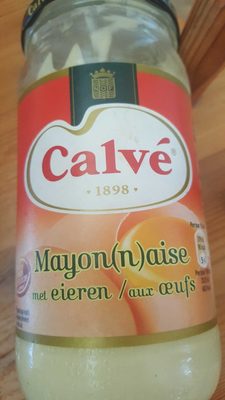 Calvé®
· 1898 ·
Mayon(n)aise
met eieren / aux œufs